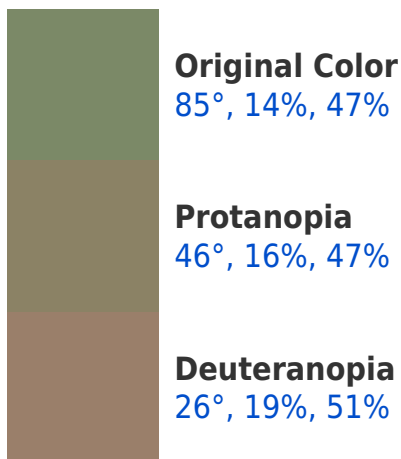 Original Color
85°, 14%, 47%
Protanopia
46°, 16%, 47%
Deuteranopia
26°, 19%, 51%